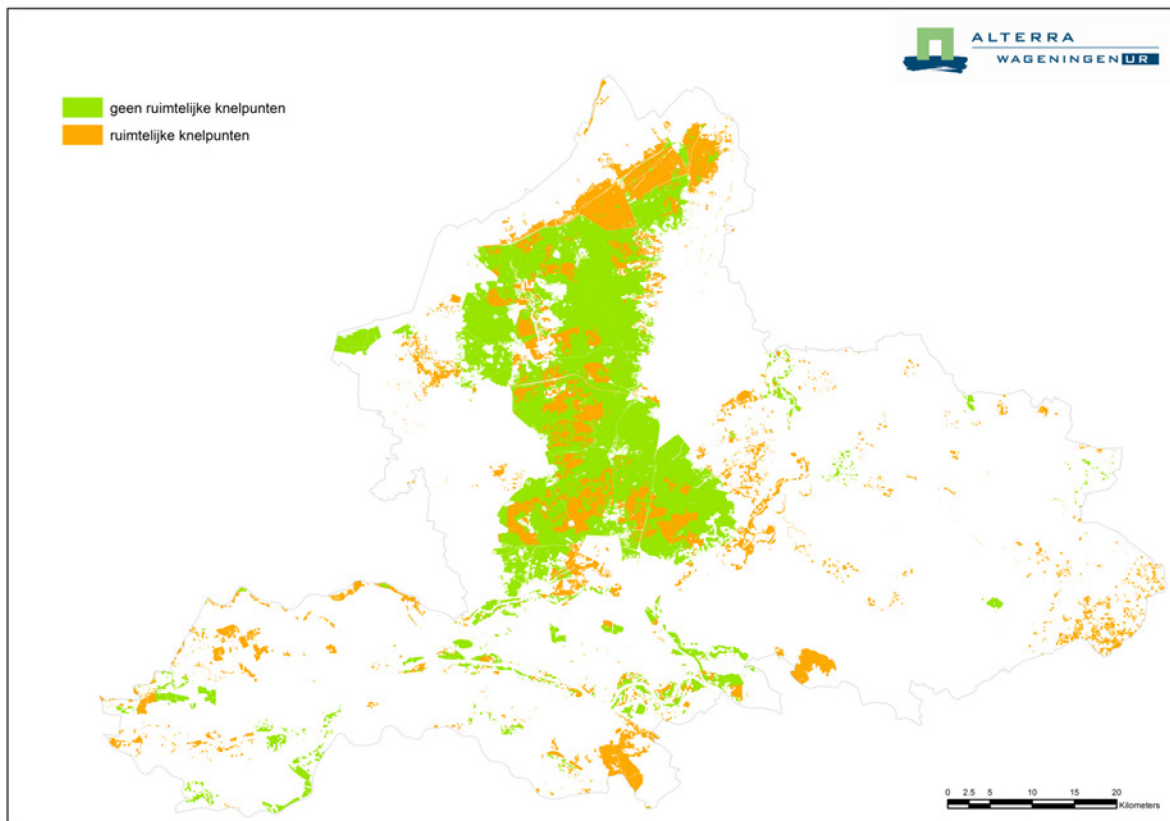 ALTERRA
WAGENINGEN UR
geen ruimtelijke knelpunten
ruimtelijke knelpunten
0 2.5 5 10 15 20
Kilometers